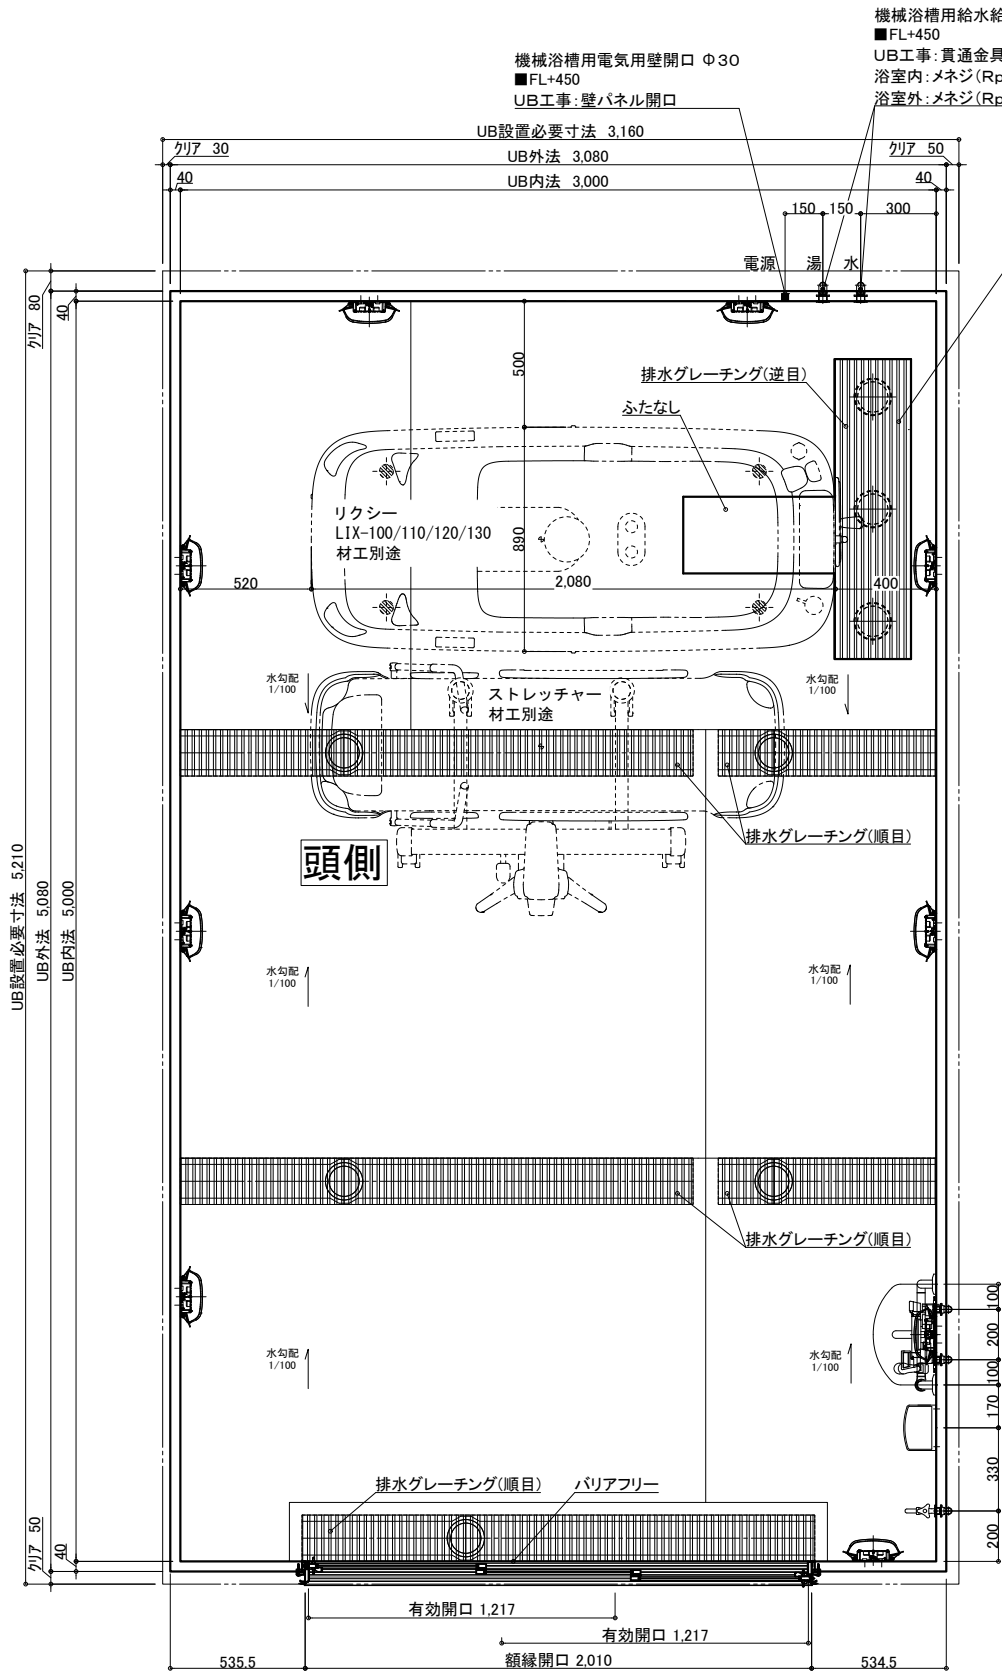 機械浴槽用給水給
■FL+450
UB工事：貫通金具
浴室内：メネジ(Rp
浴室外：メネジ(Rp
機械浴槽用電気用壁開口 Φ30
■FL+450
UB工事：壁パネル開口
UB設置必要寸法 3,160
クリア 30
UB外法 3,080
クリア 50
40
UB内法 3,000
40
150
150
300
電源
湯
水
クリア 80
40
500
排水グレーチング(逆目)
ふたなし
リクシー
LIX-100/110/120/130
材工別途
890
520
2,080
400
水勾配
1/100
ストレッチャー
材工別途
水勾配
1/100
排水グレーチング(順目)
頭側
UB設置必要寸法 5,210
UB外法 5,080
UB内法 5,000
水勾配
1/100
水勾配
1/100
排水グレーチング(順目)
100
200
100
170
330
200
水勾配
1/100
水勾配
1/100
排水グレーチング(順目)
バリアフリー
クリア 50
40
有効開口 1,217
有効開口 1,217
535.5
額縁開口 2,010
534.5